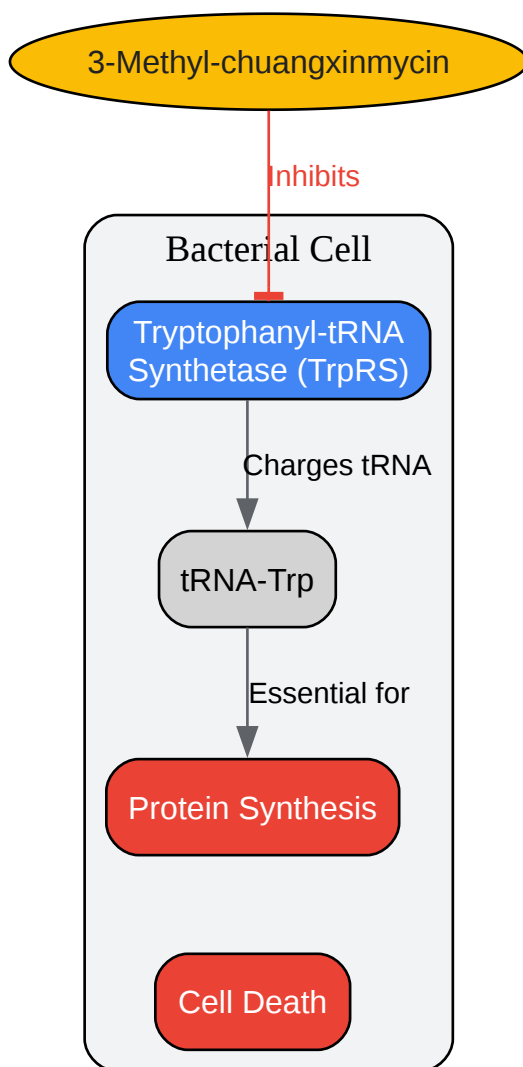 3-Methyl-chuangxinmycin
Inhibits
Bacterial Cell
Tryptophanyl-tRNA
Synthetase (TrpRS)
Charges tRNA
tRNA-Trp
Essential for
Protein Synthesis
Cell Death